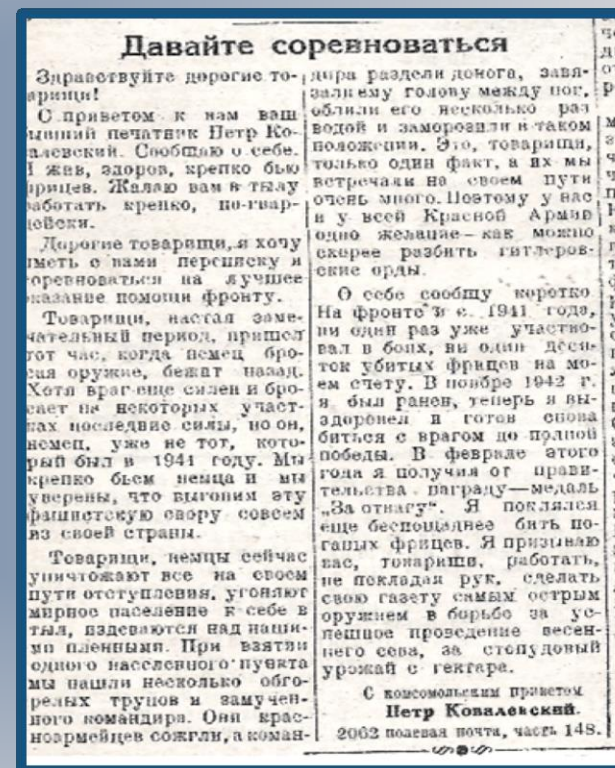 Давайте соревноваться
Здравствуйте дорогие то-
арищи!
С приветом к вам ваш
ывший печатник Петр Ко-
алевский. Сообщаю о себе.
жив, здоров, крепко бью
рицев. Желаю вам в тылу
аботать крепко, по-гвар-
дейски.
Дорогие товарищи, я хочу
иметь с вами переписку и
соревноваться на лучшее
оказание помощи фронту.
Товарищи, настал заме-
чательный период, пришел
тот час, когда немец, бро-
сая оружие, бежит назад.
Хотя враг еще силен и бро-
сает на некоторых участ-
ках последние силы, но он,
немец, уже не тот, кото-
рый был в 1941 году. Мы
крепко бьем немца и мы
уверены, что выгоним эту
фашистскую свору совсем
из своей страны.
Товарищи, немцы сейчас
уничтожают все на своем
пути отступления, угоняют
мирное население к себе в
тыл, издеваются над наши-
ми пленными. При взятии
одного населенного пункта
мы нашли несколько обго-
релых трупов и замучен-
ного командира. Они крас-
ноармейцев сожгли, а коман-
дира раздели донога, завя-
зали ему голову между ног,
облили его несколько раз
водой и заморозили в таком
положении. Это, товарищи,
только один факт, а их мы
встречали на своем пути
очень много. Поэтому у нас
и у всей Красной Армии
одно желание—как можно
скорее разбить гитлеров-
ские орды.
О себе сообщу коротко
На фронте я с 1941 года,
ни один раз уже участво-
вал в боях, ни один деся-
ток убитых фрицев на мо-
ем счету. В ноябре 1942 г.
я был ранен, теперь я вы-
здоровел и готов снова
биться с врагом до полной
победы. В феврале этого
года я получил от прави-
тельства награду—медаль
„За отвагу". Я поклялся
еще беспощаднее бить по-
ганых фрицев. Я призываю
вас, товарищи, работать,
не покладая рук, сделать
свою газету самым острым
оружием в борьбе за ус-
пешное проведение весен-
него сева, за стопудовый
урожай с гектара.
С комсомольским приветом
Петр Ковалевский.
2062 полевая почта, часть 148.